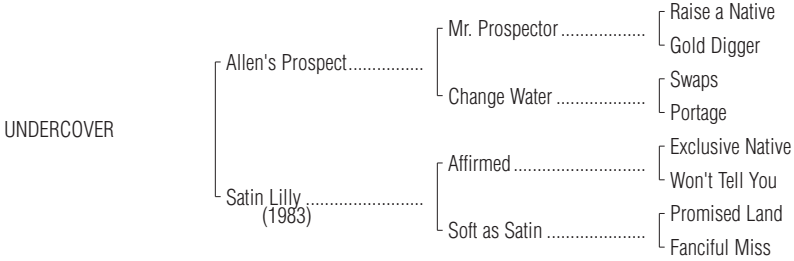 Raise a Native
Mr. Prospector...................
Gold Digger
Allen's Prospect................
Swaps
Change Water ...................
Portage
UNDERCOVER
Exclusive Native
Affirmed............................
Won't Tell You
Satin Lilly .........................
(1983)
Promised Land
Soft as Satin .....................
Fanciful Miss